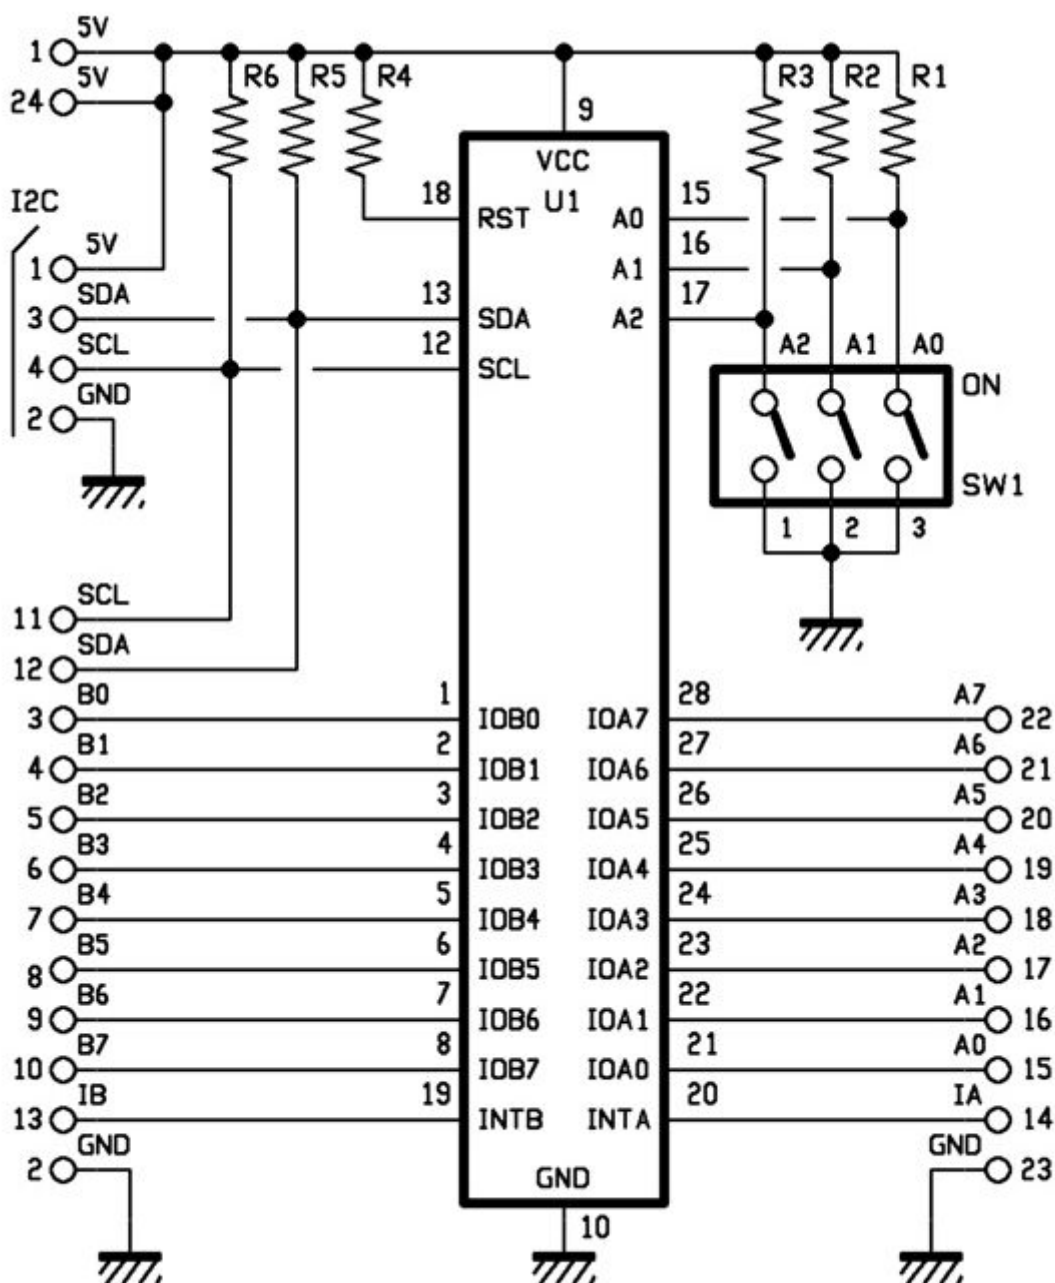 5V
1
5V
24
R6 R5 R4
R3 R2 R1
9
VCC
U1
I2C
18 RST
A0 15
5V
1
A1 16
SDA
3
13 SDA
A2 17
SCL
4
12 SCL
A2 A1 A0
GND
2
ON
SW1
1 2 3
SCL
11
SDA
12
B0
3 1 IOB0 IOA7 28 A7 22
B1
4 2 IOB1 IOA6 27 A6 21
B2
5 3 IOB2 IOA5 26 A5 20
B3
6 4 IOB3 IOA4 25 A4 19
B4
7 5 IOB4 IOA3 24 A3 18
B5
8 6 IOB5 IOA2 23 A2 17
B6
9 7 IOB6 IOA1 22 A1 16
B7
10 8 IOB7 IOA0 21 A0 15
IB
13 19 INTB INTA 20 IA 14
GND
2
GND
GND 23
10